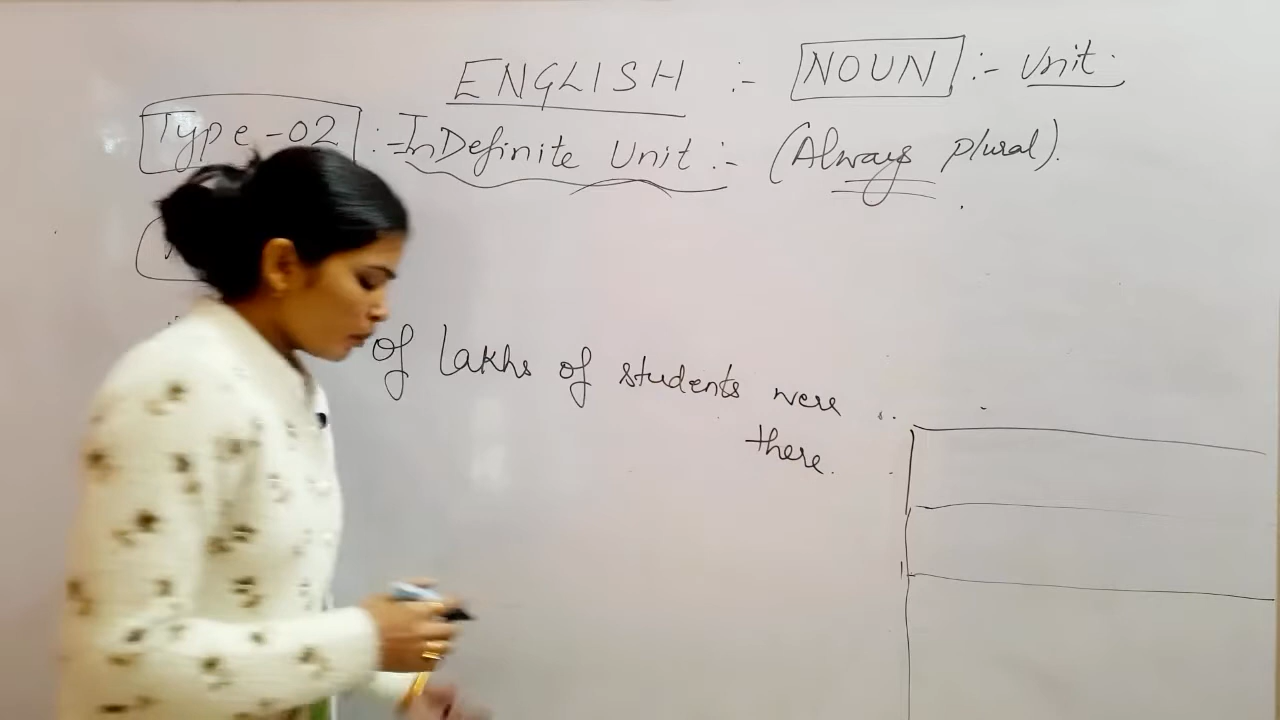 ENGLISH :- NOUN :- Unit.
Type-02 :- InDefinite Unit :- (Always plural).
of lakhs of students were ..
there.